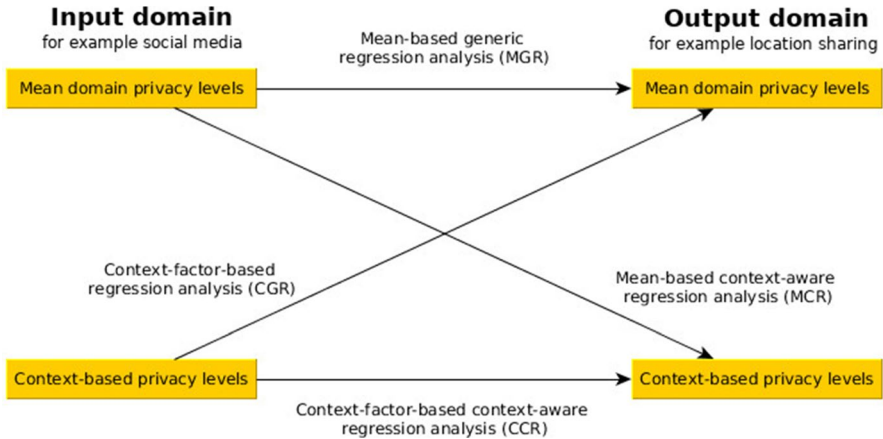 Input domain
for example social media
Output domain
for example location sharing
Mean-based generic
regression analysis (MGR)
Mean domain privacy levels
Mean domain privacy levels
Context-factor-based
regression analysis (CGR)
Mean-based context-aware
regression analysis (MCR)
Context-based privacy levels
Context-based privacy levels
Context-factor-based context-aware
regression analysis (CCR)